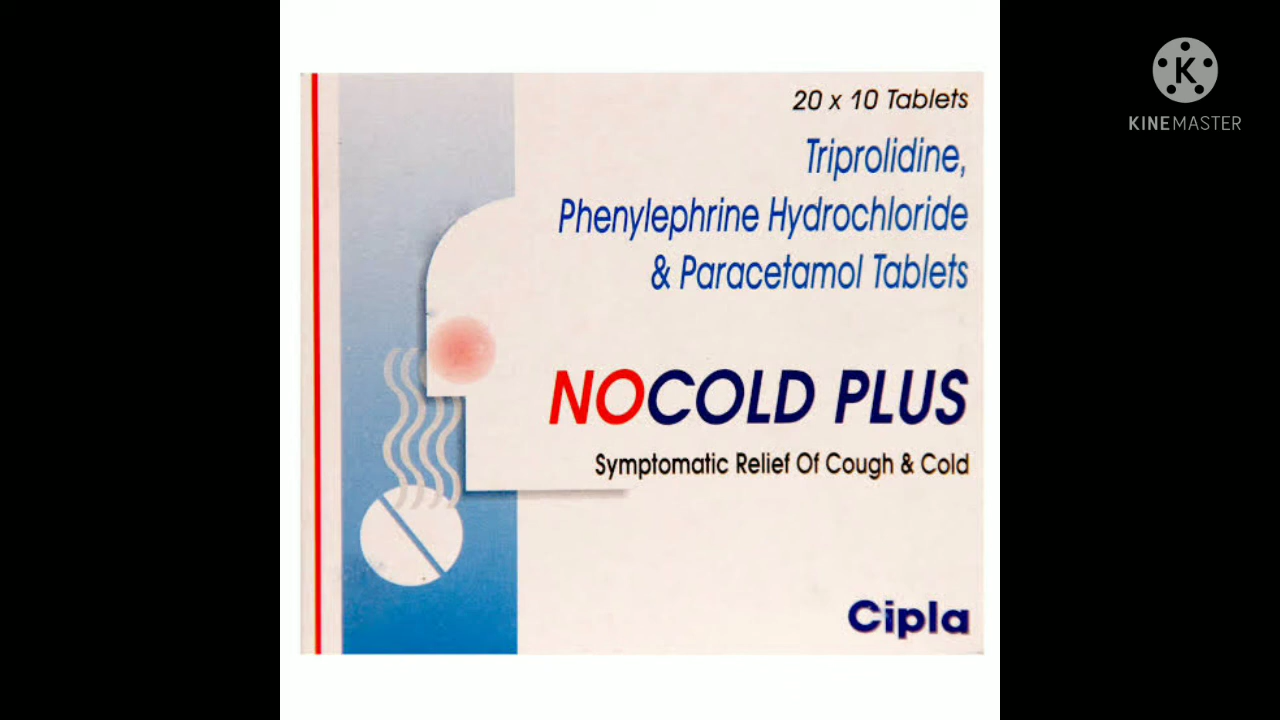 20 x 10 Tablets
Triprolidine,
Phenylephrine Hydrochloride
& Paracetamol Tablets
NOCOLD PLUS
Symptomatic Relief Of Cough & Cold
Cipla
K
KINEMASTER